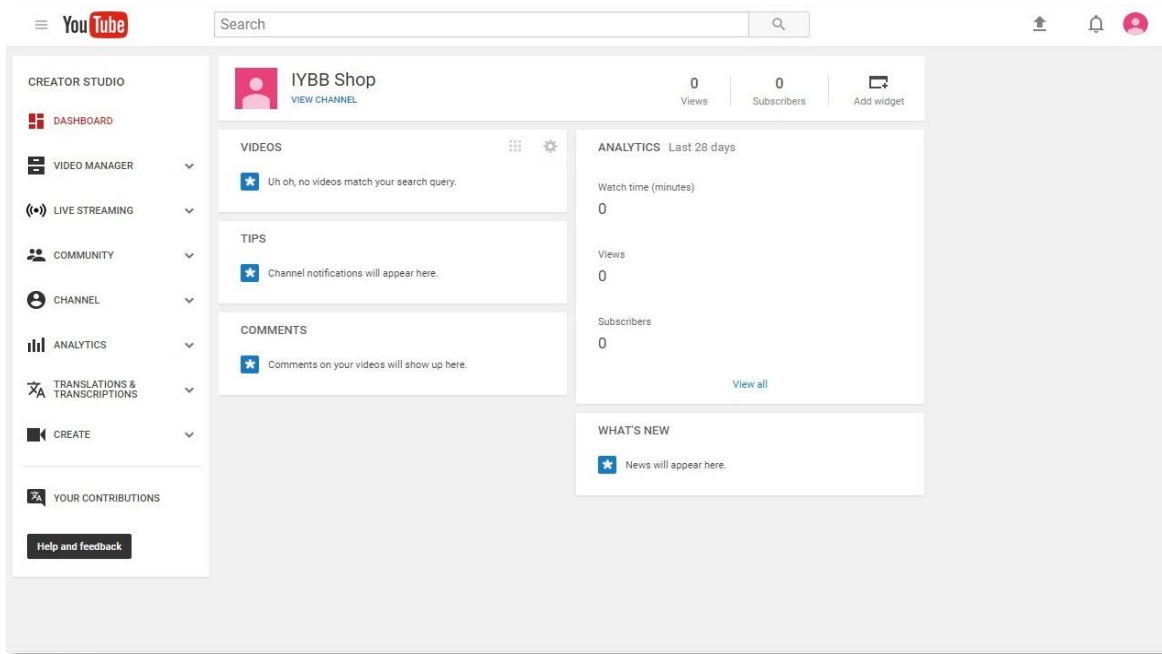 YouTube
Search
CREATOR STUDIO
DASHBOARD
VIDEO MANAGER
LIVE STREAMING
COMMUNITY
CHANNEL
ANALYTICS
TRANSLATIONS &
TRANSCRIPTIONS
CREATE
YOUR CONTRIBUTIONS
Help and feedback
IYBB Shop
VIEW CHANNEL
0
Views
0
Subscribers
Add widget
VIDEOS
Uh oh, no videos match your search query.
TIPS
Channel notifications will appear here.
COMMENTS
Comments on your videos will show up here.
ANALYTICS Last 28 days
Watch time (minutes)
0
Views
0
Subscribers
0
View all
WHAT'S NEW
News will appear here.